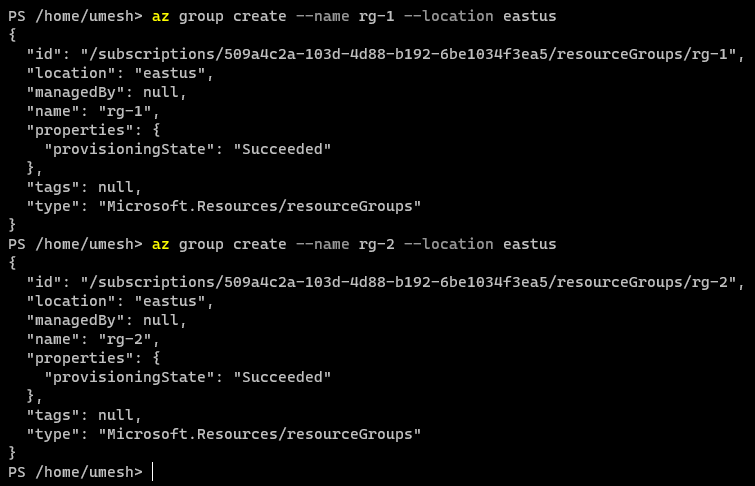 PS /home/umesh> az group create --name rg-1 --location eastus
{
  "id": "/subscriptions/509a4c2a-103d-4d88-b192-6be1034f3ea5/resourceGroups/rg-1",
  "location": "eastus",
  "managedBy": null,
  "name": "rg-1",
  "properties": {
    "provisioningState": "Succeeded"
  },
  "tags": null,
  "type": "Microsoft.Resources/resourceGroups"
}
PS /home/umesh> az group create --name rg-2 --location eastus
{
  "id": "/subscriptions/509a4c2a-103d-4d88-b192-6be1034f3ea5/resourceGroups/rg-2",
  "location": "eastus",
  "managedBy": null,
  "name": "rg-2",
  "properties": {
    "provisioningState": "Succeeded"
  },
  "tags": null,
  "type": "Microsoft.Resources/resourceGroups"
}
PS /home/umesh>